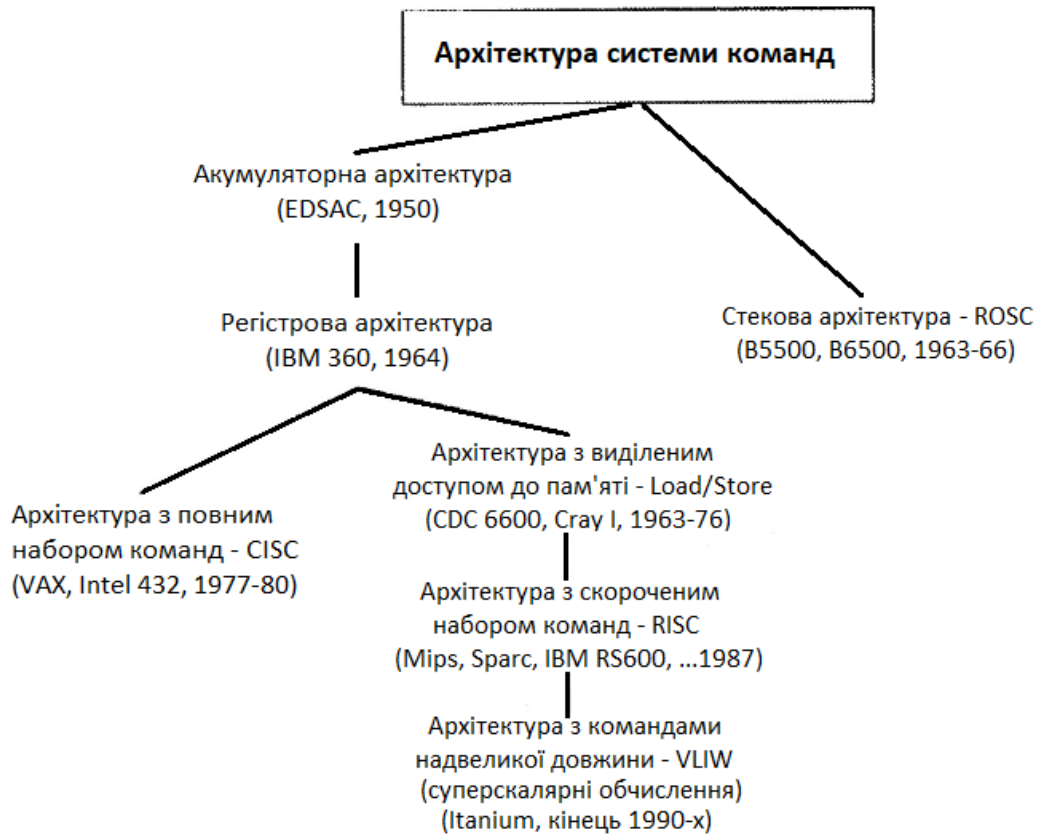 Архітектура системи команд
Акумуляторна архітектура
(EDSAC, 1950)
Регістрова архітектура
(IBM 360, 1964)
Стекова архітектура - ROSC
(B5500, B6500, 1963-66)
Архітектура з виділеним
доступом до пам'яті - Load/Store
(CDC 6600, Cray I, 1963-76)
Архітектура з повним
набором команд - CISC
(VAX, Intel 432, 1977-80)
Архітектура з скороченим
набором команд - RISC
(Mips, Sparc, IBM RS600, ...1987)
Архітектура з командами
надвеликої довжини - VLIW
(суперскалярні обчислення)
(Itanium, кінець 1990-х)